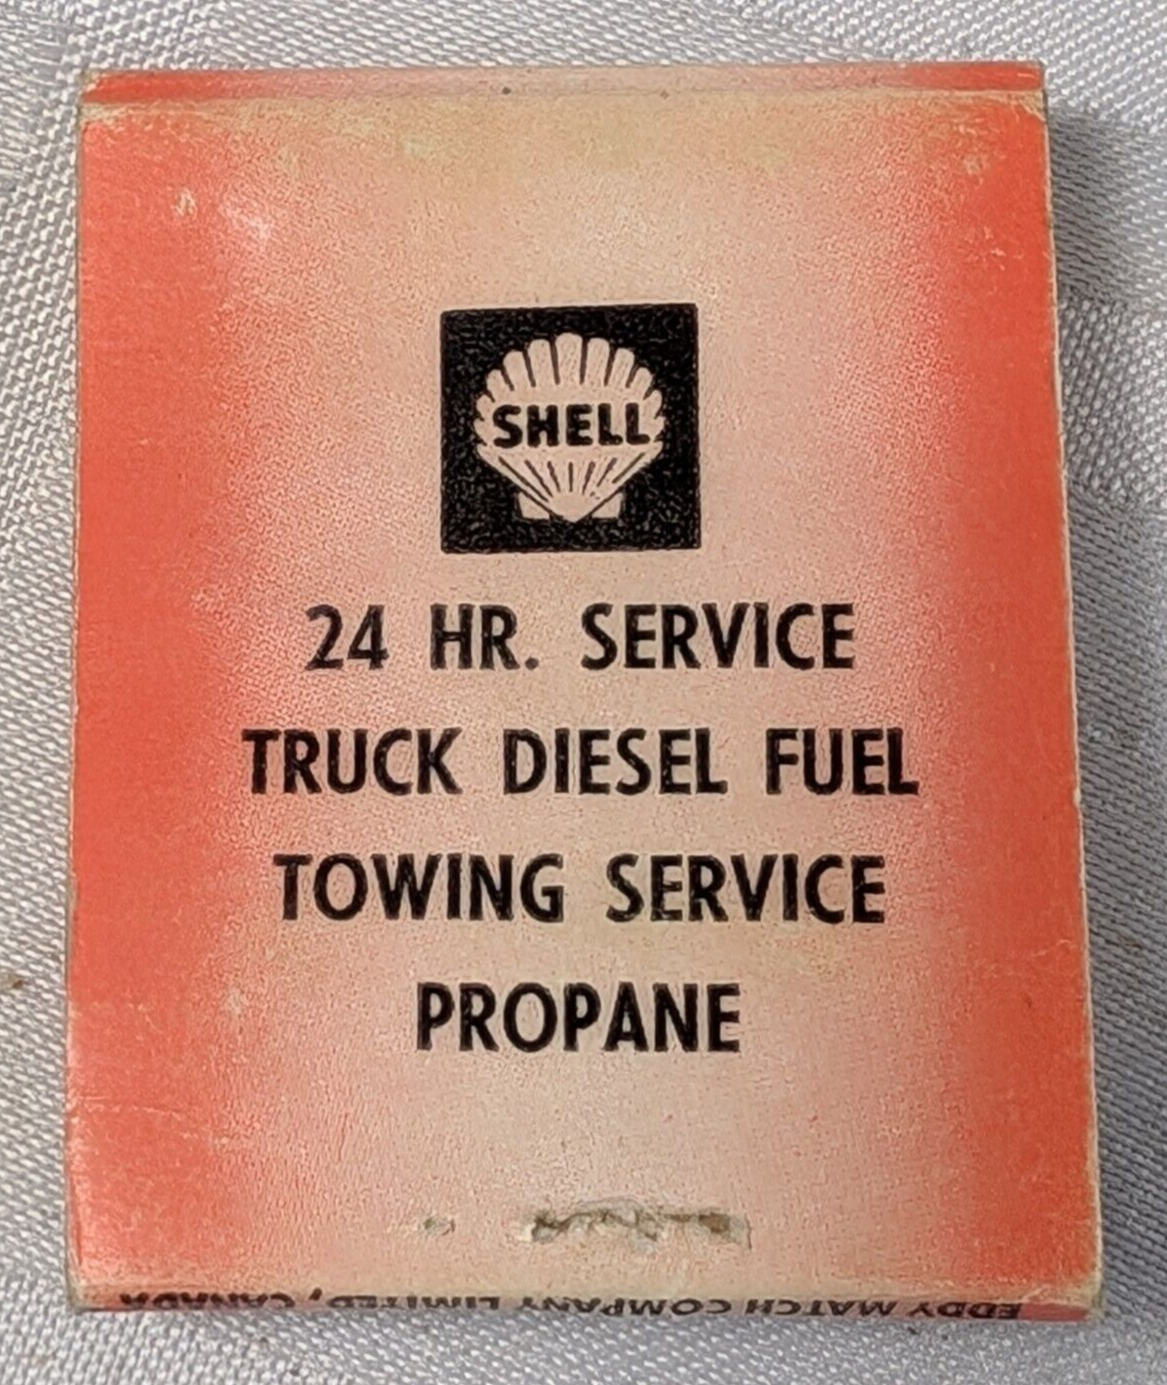 SHELL
24 HR. SERVICE
TRUCK DIESEL FUEL
TOWING SERVICE
PROPANE
EDDY MATCH COMPANY LIMITED, CANADA